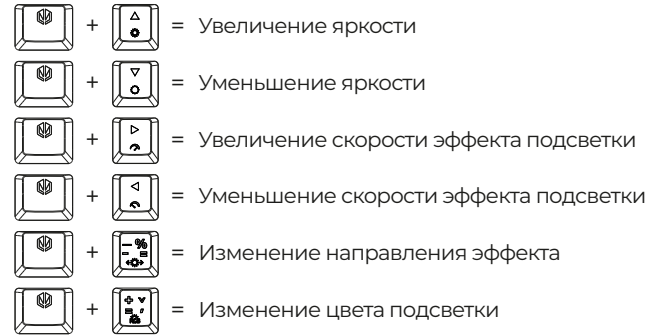 + = Увеличение яркости
+ = Уменьшение яркости
+ = Увеличение скорости эффекта подсветки
+ = Уменьшение скорости эффекта подсветки
+ – % - = = Изменение направления эффекта
+ + = = Изменение цвета подсветки